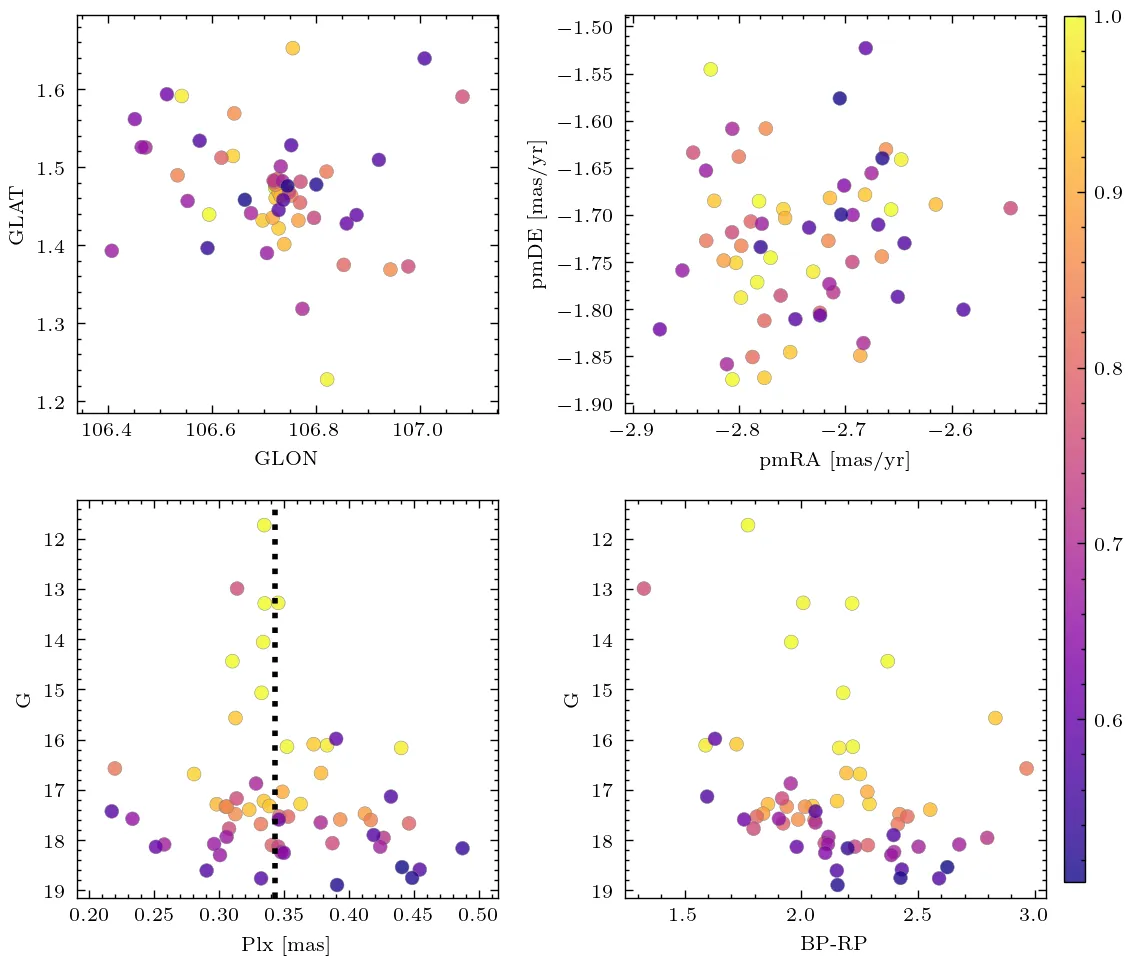 1.6
1.5
1.4
1.3
1.2
GLAT
106.4 106.6 106.8 107.0
GLON
−1.50
−1.55
−1.60
−1.65
−1.70
−1.75
−1.80
−1.85
−1.90
pmDE [mas/yr]
−2.9 −2.8 −2.7 −2.6
pmRA [mas/yr]
1.0
0.9
0.8
0.7
0.6
12
13
14
15
16
17
18
19
G
0.20 0.25 0.30 0.35 0.40 0.45 0.50
Plx [mas]
12
13
14
15
16
17
18
19
G
1.5 2.0 2.5 3.0
BP-RP